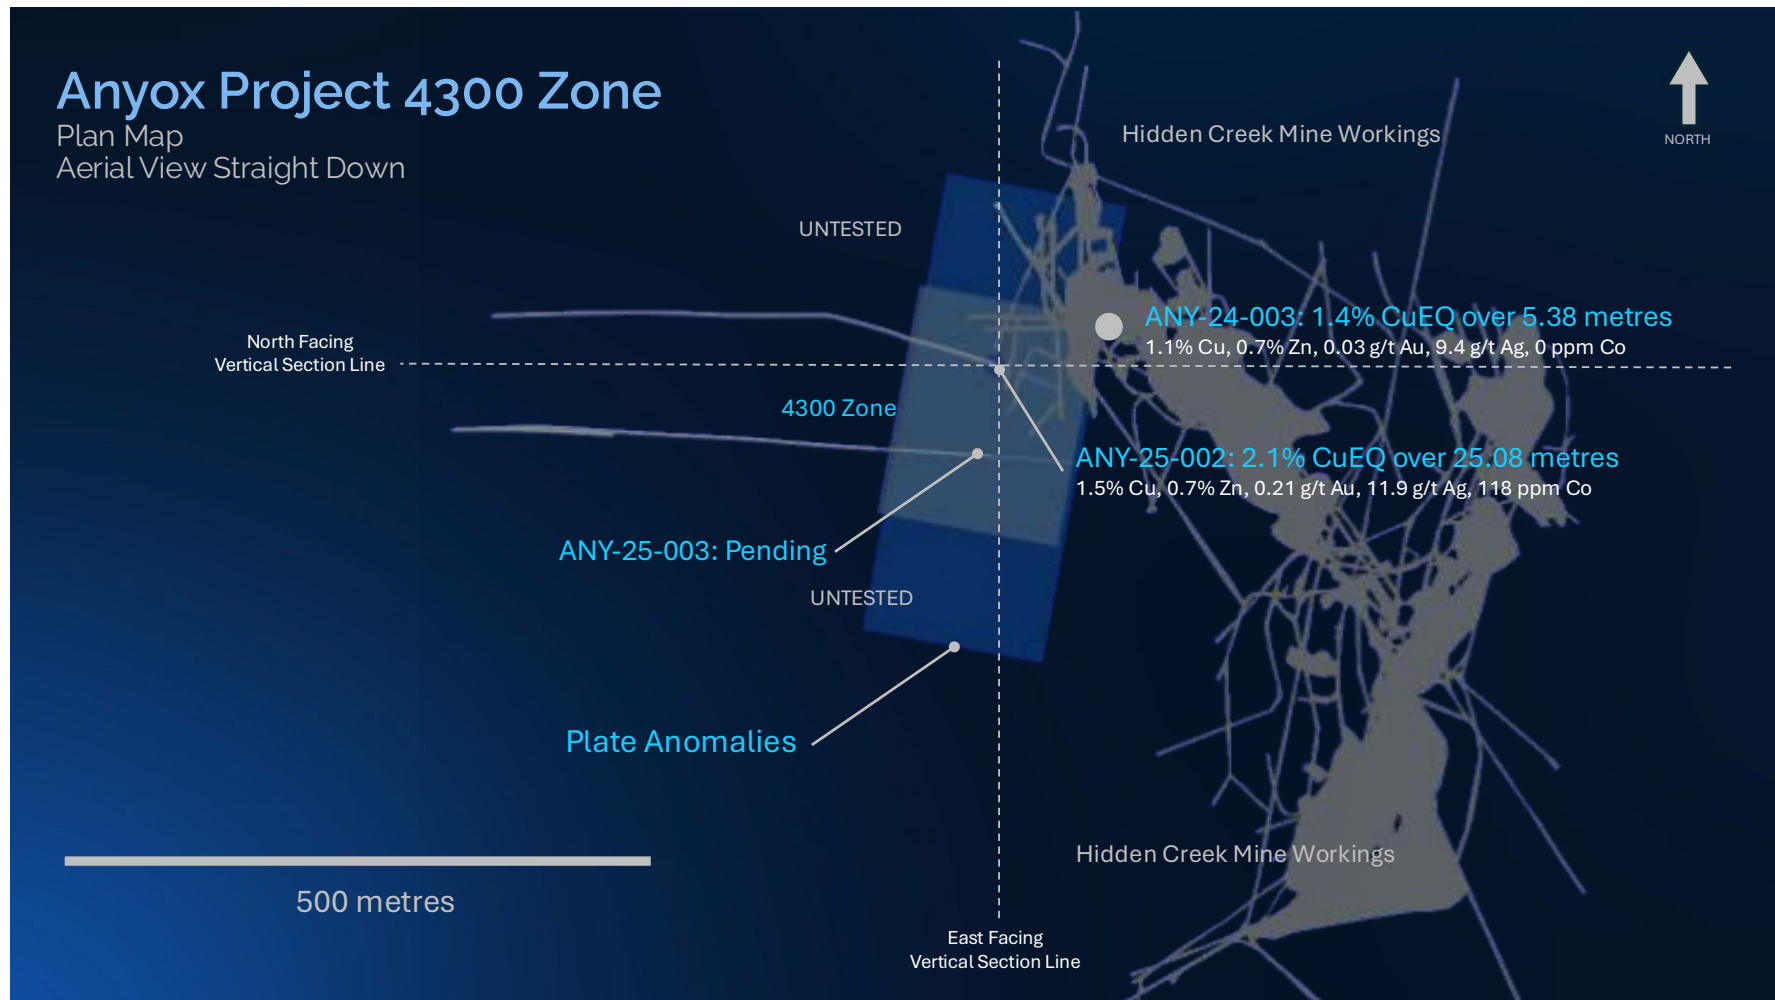 Anyox Project 4300 Zone
Plan Map
Aerial View Straight Down
NORTH
Hidden Creek Mine Workings
UNTESTED
North Facing
Vertical Section Line
ANY-24-003: 1.4% CuEQ over 5.38 metres
1.1% Cu, 0.7% Zn, 0.03 g/t Au, 9.4 g/t Ag, 0 ppm Co
4300 Zone
ANY-25-002: 2.1% CuEQ over 25.08 metres
1.5% Cu, 0.7% Zn, 0.21 g/t Au, 11.9 g/t Ag, 118 ppm Co
ANY-25-003: Pending
UNTESTED
Plate Anomalies
Hidden Creek Mine Workings
500 metres
East Facing
Vertical Section Line